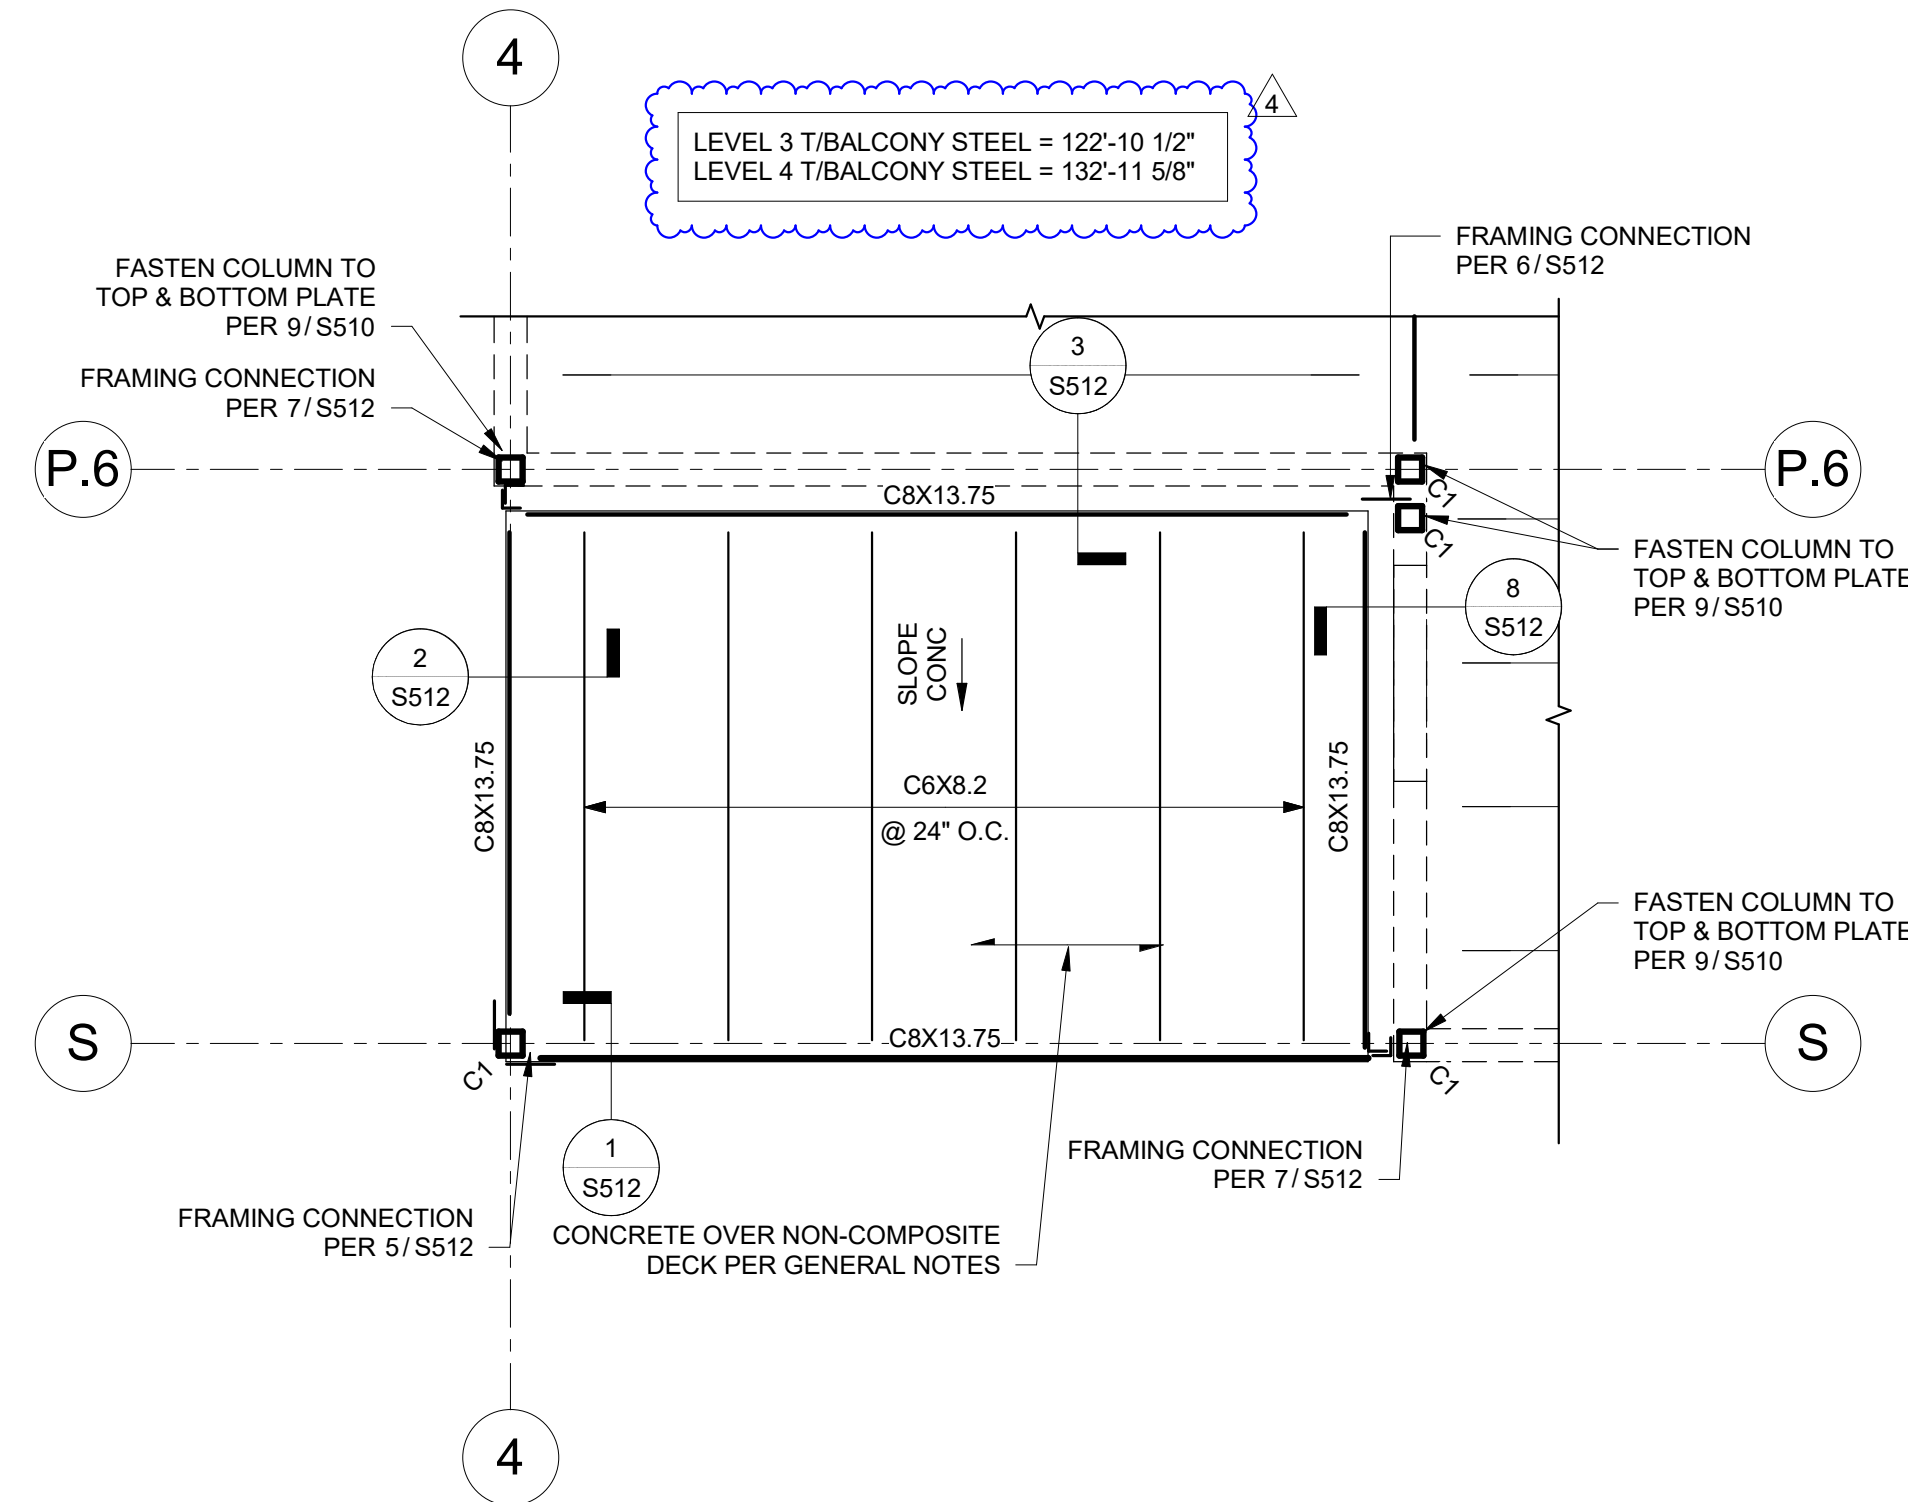 4
4
LEVEL 3 T/BALCONY STEEL = 122'-10 1/2"
LEVEL 4 T/BALCONY STEEL = 132'-11 5/8"
FRAMING CONNECTION
PER 6/S512
FASTEN COLUMN TO
TOP & BOTTOM PLATE
PER 9/S510
FRAMING CONNECTION
PER 7/S512
3
S512
P.6
P.6
C8X13.75
C1
C1
FASTEN COLUMN TO
TOP & BOTTOM PLATE
PER 9/S510
8
S512
2
S512
SLOPE
CONC
C8X13.75
C6X8.2
@ 24" O.C.
C8X13.75
FASTEN COLUMN TO
TOP & BOTTOM PLATE
PER 9/S510
S
C8X13.75
S
C1
C1
1
S512
FRAMING CONNECTION
PER 7/S512
FRAMING CONNECTION
PER 5/S512
CONCRETE OVER NON-COMPOSITE
DECK PER GENERAL NOTES
4